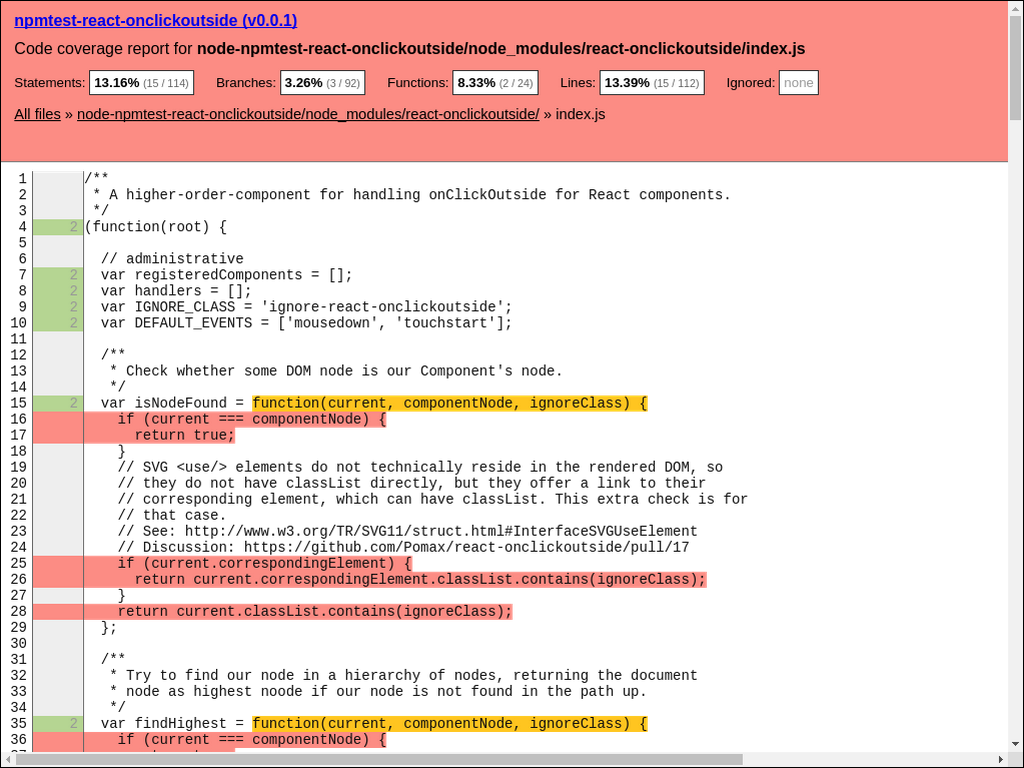 npmtest-react-onclickoutside (v0.0.1)
Code coverage report for node-npmtest-react-onclickoutside/node_modules/react-onclickoutside/index.js
Statements: 13.16% (15 / 114) Branches: 3.26% (3 / 92) Functions: 8.33% (2 / 24) Lines: 13.39% (15 / 112) Ignored: none
All files » node-npmtest-react-onclickoutside/node_modules/react-onclickoutside/ » index.js
1 /**
2  * A higher-order-component for handling onClickOutside for React components.
3  */
4 2 (function(root) {
5
6   // administrative
7 2   var registeredComponents = [];
8 2   var handlers = [];
9 2   var IGNORE_CLASS = 'ignore-react-onclickoutside';
10 2   var DEFAULT_EVENTS = ['mousedown', 'touchstart'];
11
12   /**
13    * Check whether some DOM node is our Component's node.
14    */
15 2   var isNodeFound = function(current, componentNode, ignoreClass) {
16     if (current === componentNode) {
17       return true;
18     }
19     // SVG <use/> elements do not technically reside in the rendered DOM, so
20     // they do not have classList directly, but they offer a link to their
21     // corresponding element, which can have classList. This extra check is for
22     // that case.
23     // See: http://www.w3.org/TR/SVG11/struct.html#InterfaceSVGUseElement
24     // Discussion: https://github.com/Pomax/react-onclickoutside/pull/17
25     if (current.correspondingElement) {
26       return current.correspondingElement.classList.contains(ignoreClass);
27     }
28     return current.classList.contains(ignoreClass);
29   };
30
31   /**
32    * Try to find our node in a hierarchy of nodes, returning the document
33    * node as highest noode if our node is not found in the path up.
34    */
35 2   var findHighest = function(current, componentNode, ignoreClass) {
36     if (current === componentNode) {